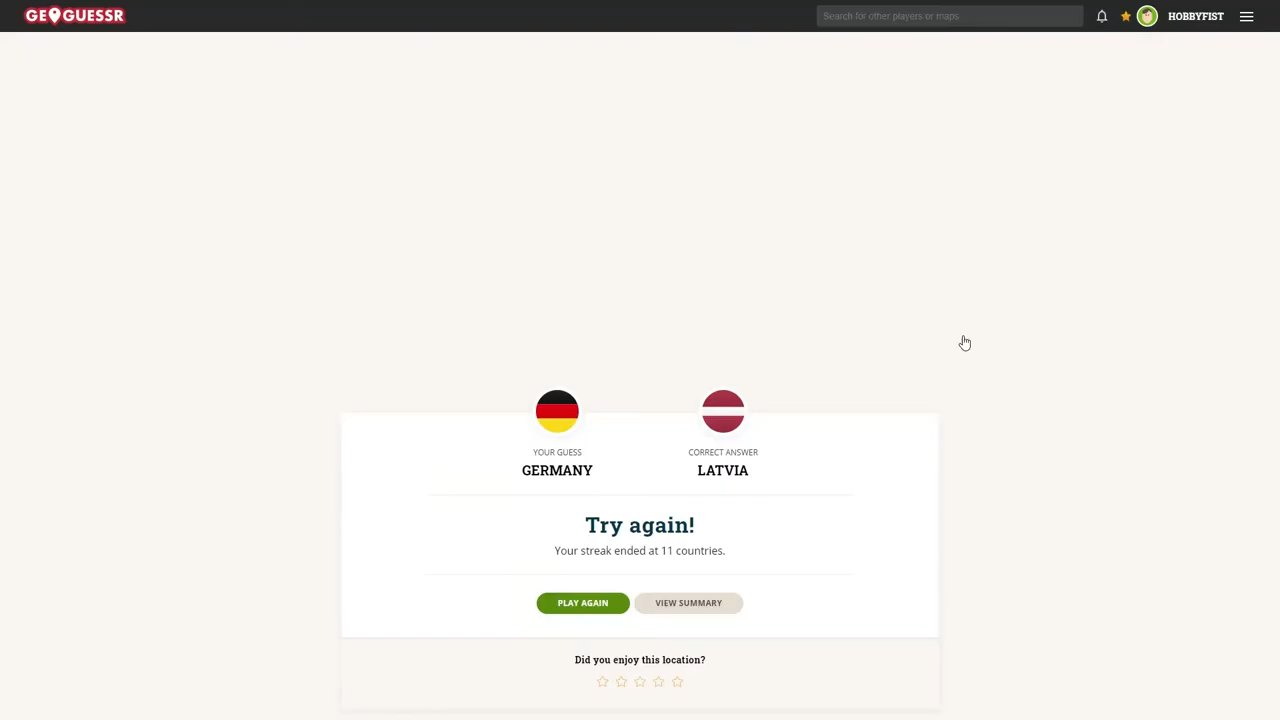 GEOGUESSR
Search for other players or maps
HOBBYFIST
YOUR GUESS
GERMANY
CORRECT ANSWER
LATVIA
Try again!
Your streak ended at 11 countries.
PLAY AGAIN
VIEW SUMMARY
Did you enjoy this location?